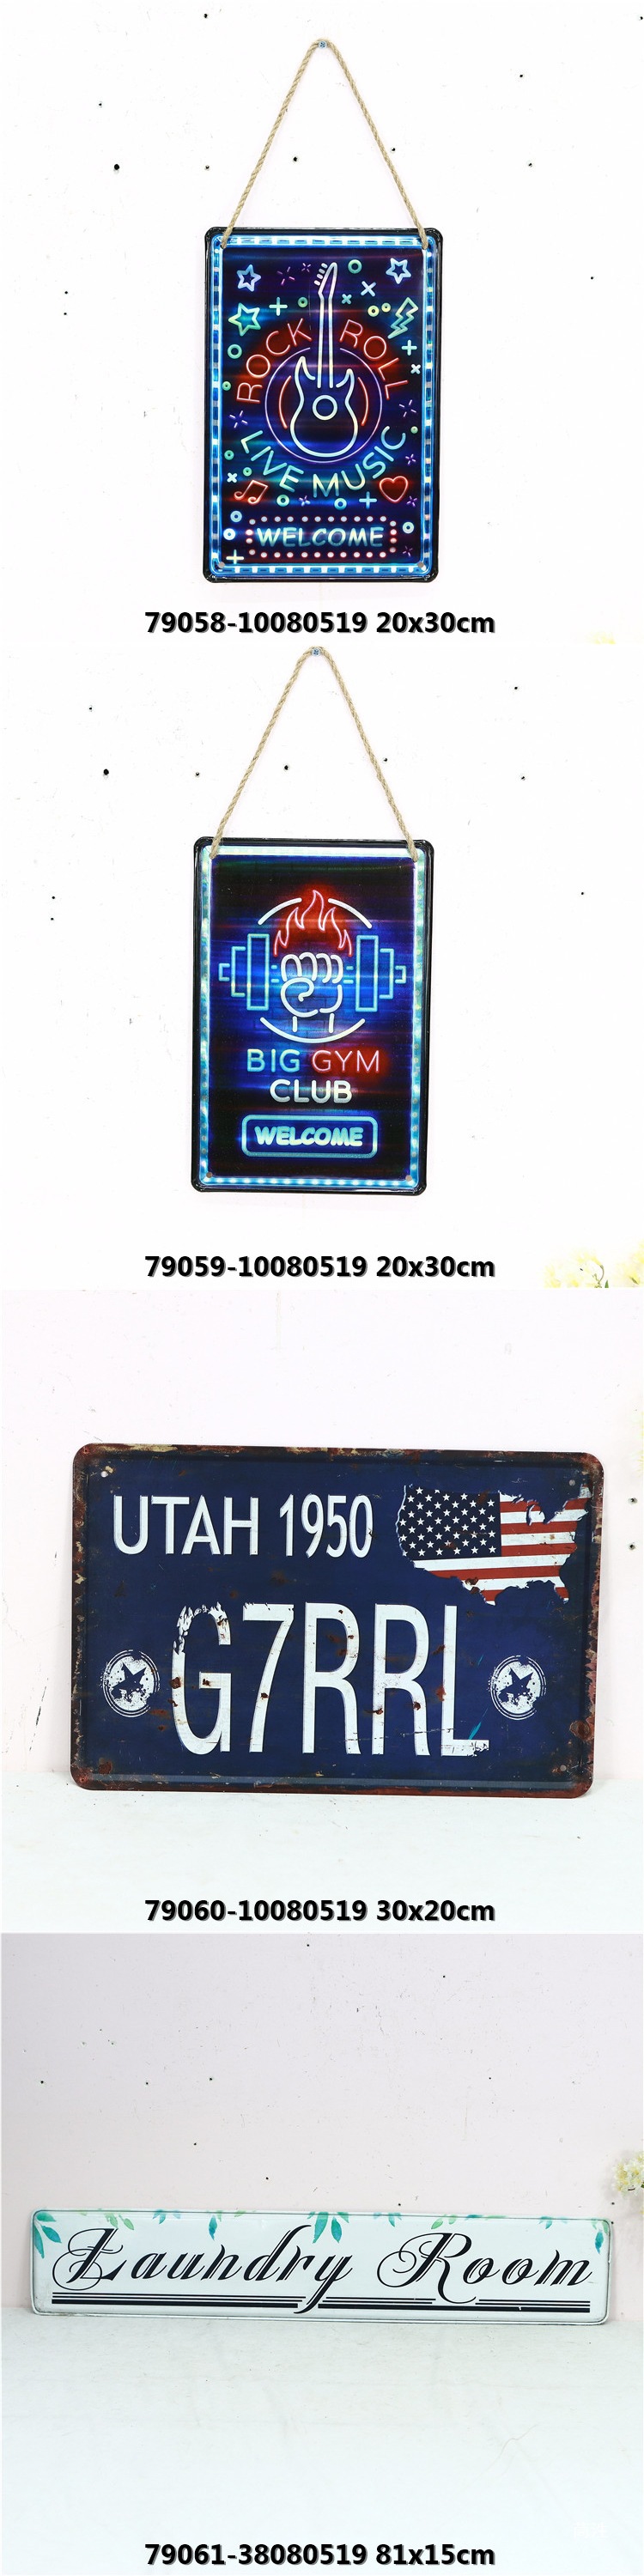 ROCK ROLL
LIVE MUSIC
WELCOME
79058-10080519 20x30cm
BIG GYM
CLUB
WELCOME
79059-10080519 20x30cm
UTAH 1950
G7RRL
79060-10080519 30x20cm
Laundry Room
79061-38080519 81x15cm